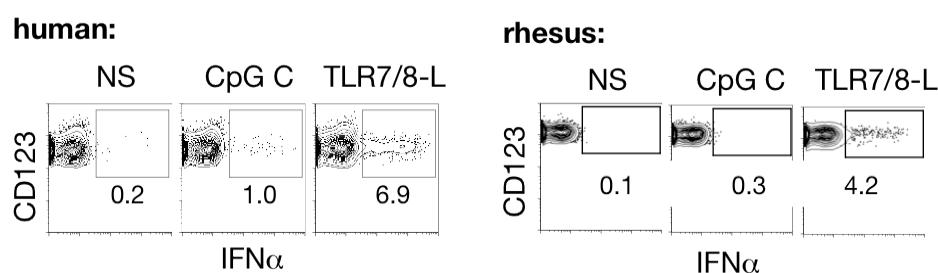 human:
NS CpG C TLR7/8-L
CD123
0.2 1.0 6.9
IFNα
rhesus:
NS CpG C TLR7/8-L
CD123
0.1 0.3 4.2
IFNα